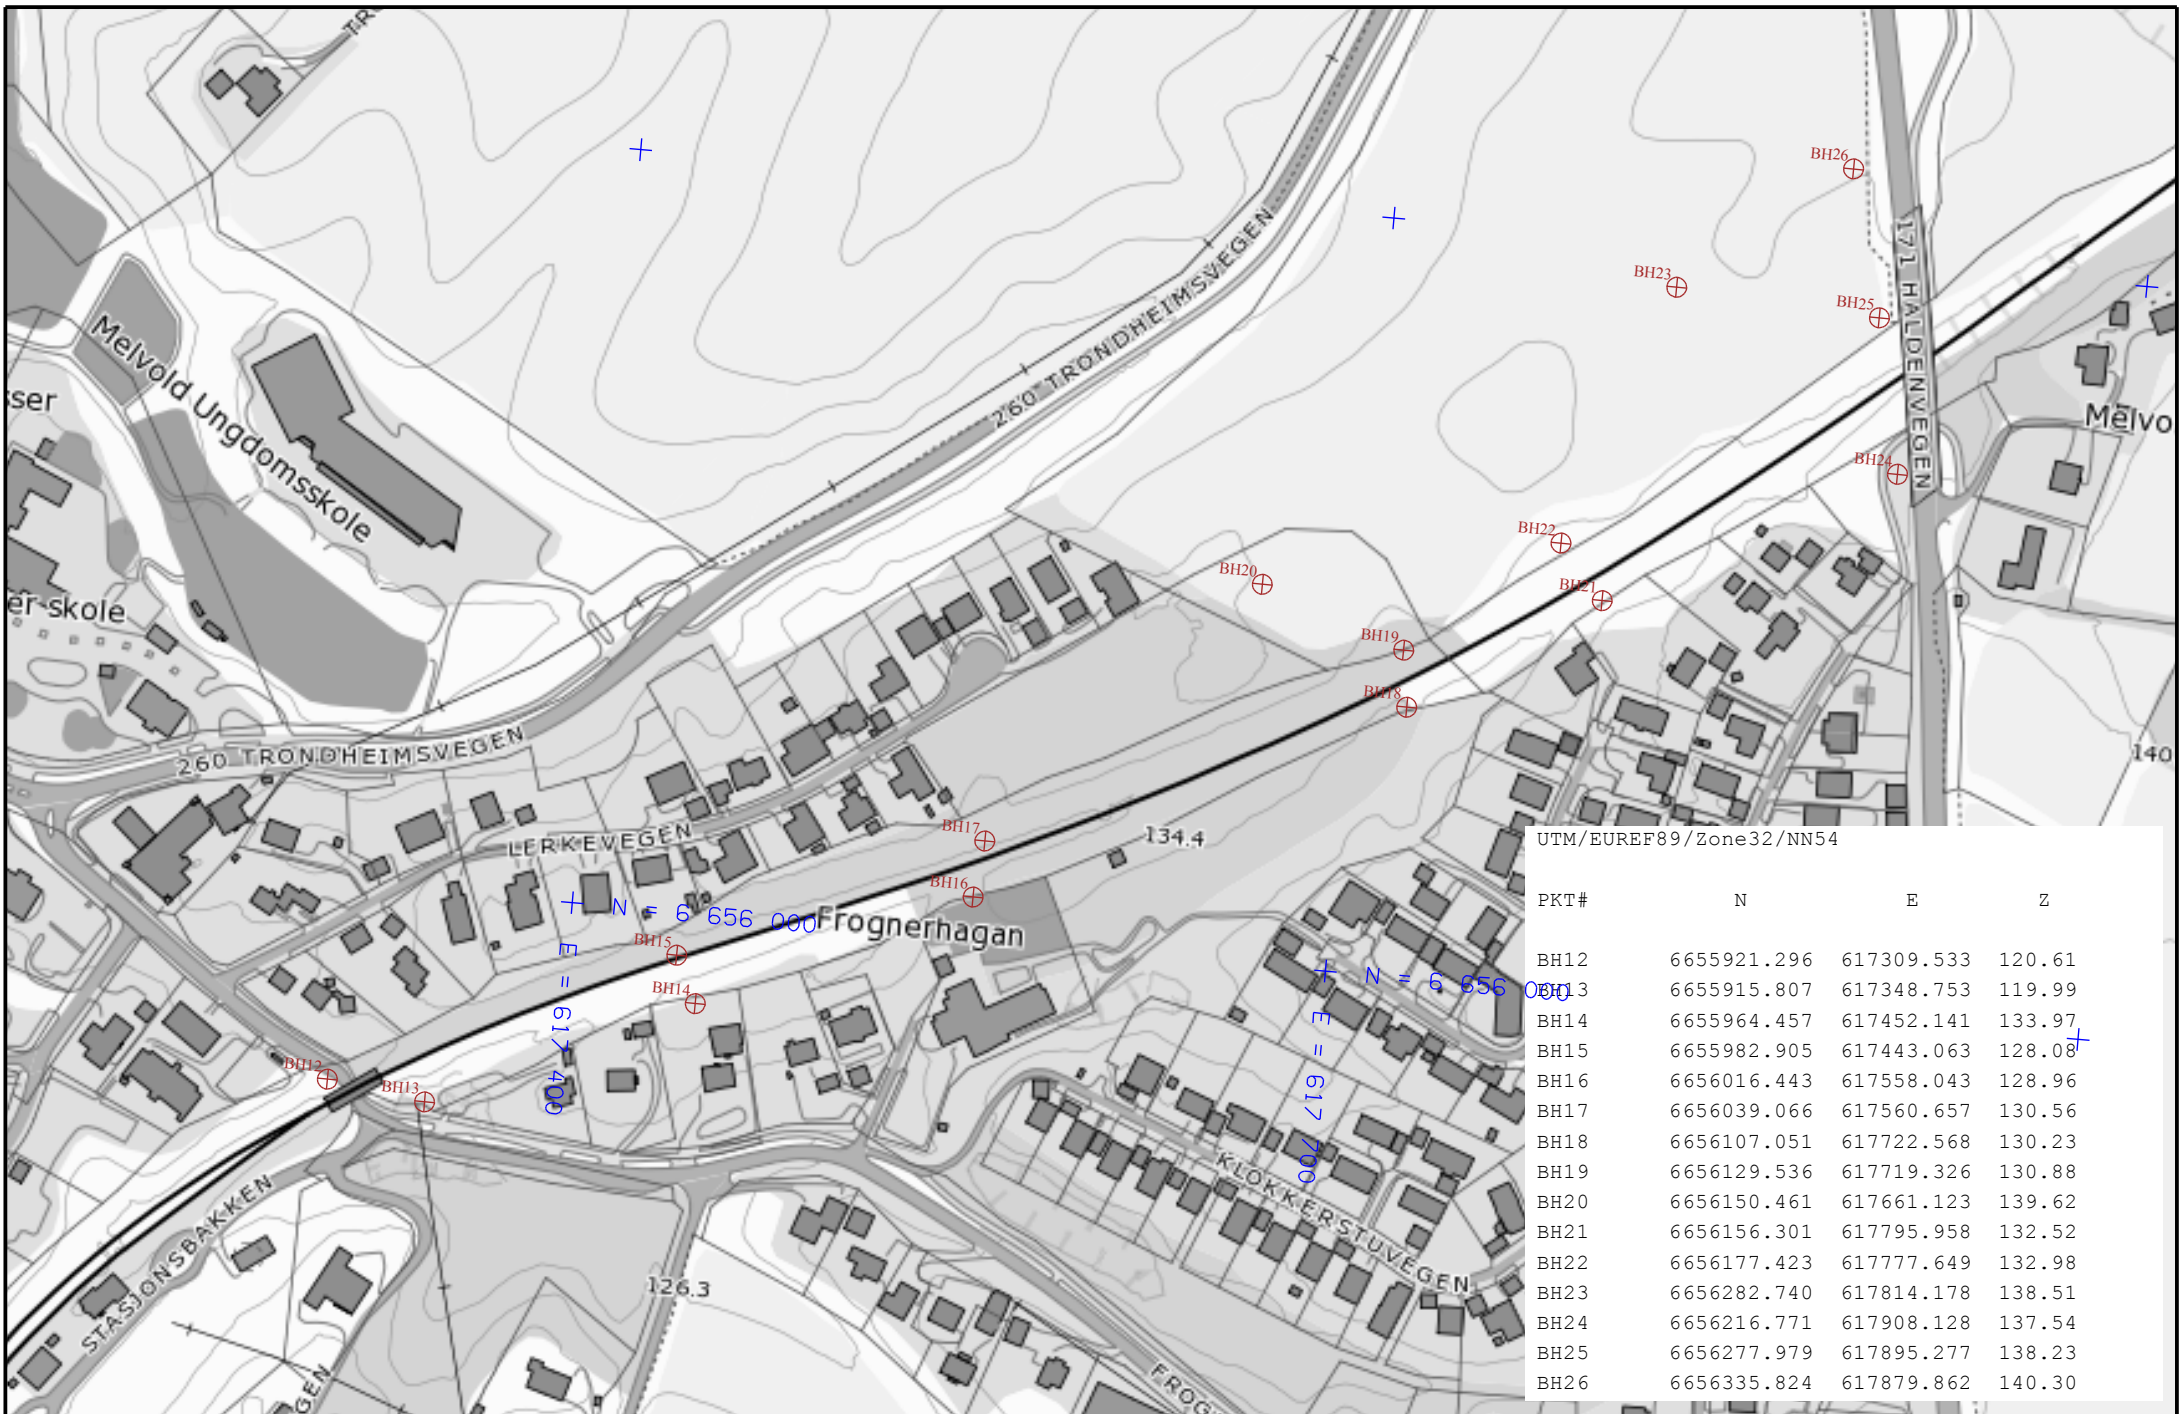 BH26
171 HALDENVEGEN
BH23
BH25
260 TRONDHEIMSVEGEN
Melvold Ungdomsskole
sser
Melvo
BH24
BH22
BH20
BH21
er skole
BH19
BH18
260 TRONDHEIMSVEGEN
140
LERKEVEGEN
BH17
134.4
BH16
N = 6 656 000
Frognerhagan
BH15
E = 617 400
BH14
N = 6 656 000
E = 617 700
BH12
BH13
KLOKKERSTUVEGEN
STASJONSBAKKEN
126.3
GEN
FROG
UTM/EUREF89/Zone32/NN54
PKT# N E Z
BH12 6655921.296 617309.533 120.61
BH13 6655915.807 617348.753 119.99
BH14 6655964.457 617452.141 133.97
BH15 6655982.905 617443.063 128.08
BH16 6656016.443 617558.043 128.96
BH17 6656039.066 617560.657 130.56
BH18 6656107.051 617722.568 130.23
BH19 6656129.536 617719.326 130.88
BH20 6656150.461 617661.123 139.62
BH21 6656156.301 617795.958 132.52
BH22 6656177.423 617777.649 132.98
BH23 6656282.740 617814.178 138.51
BH24 6656216.771 617908.128 137.54
BH25 6656277.979 617895.277 138.23
BH26 6656335.824 617879.862 140.30